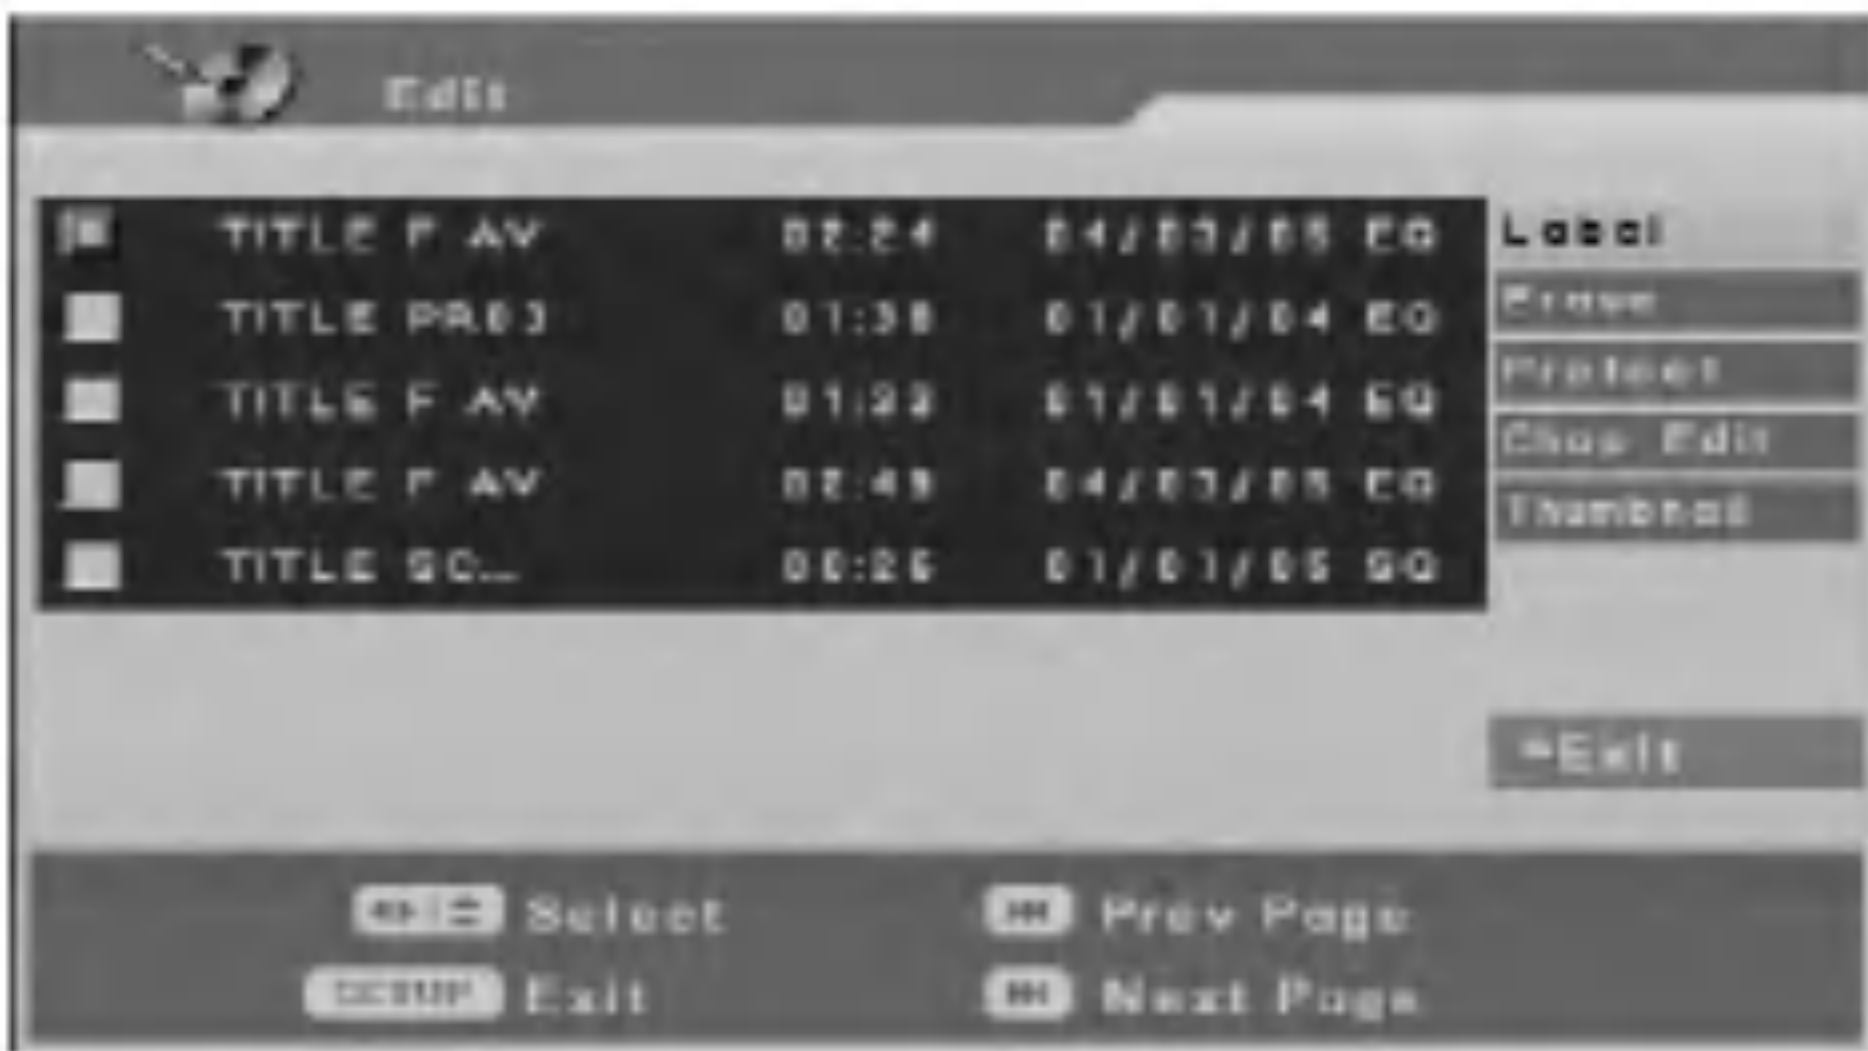 Edit
TITLE F AV 02:24 04/03/05 EQ
TITLE PR03 01:38 01/01/04 EQ
TITLE F AV 01:33 01/01/04 EQ
TITLE F AV 02:49 04/03/05 EQ
TITLE SC... 00:26 01/01/05 SQ
Label
Erase
Protect
Chap Edit
Thumbnail
Exit
Select
Prev Page
SETUP Exit
Next Page